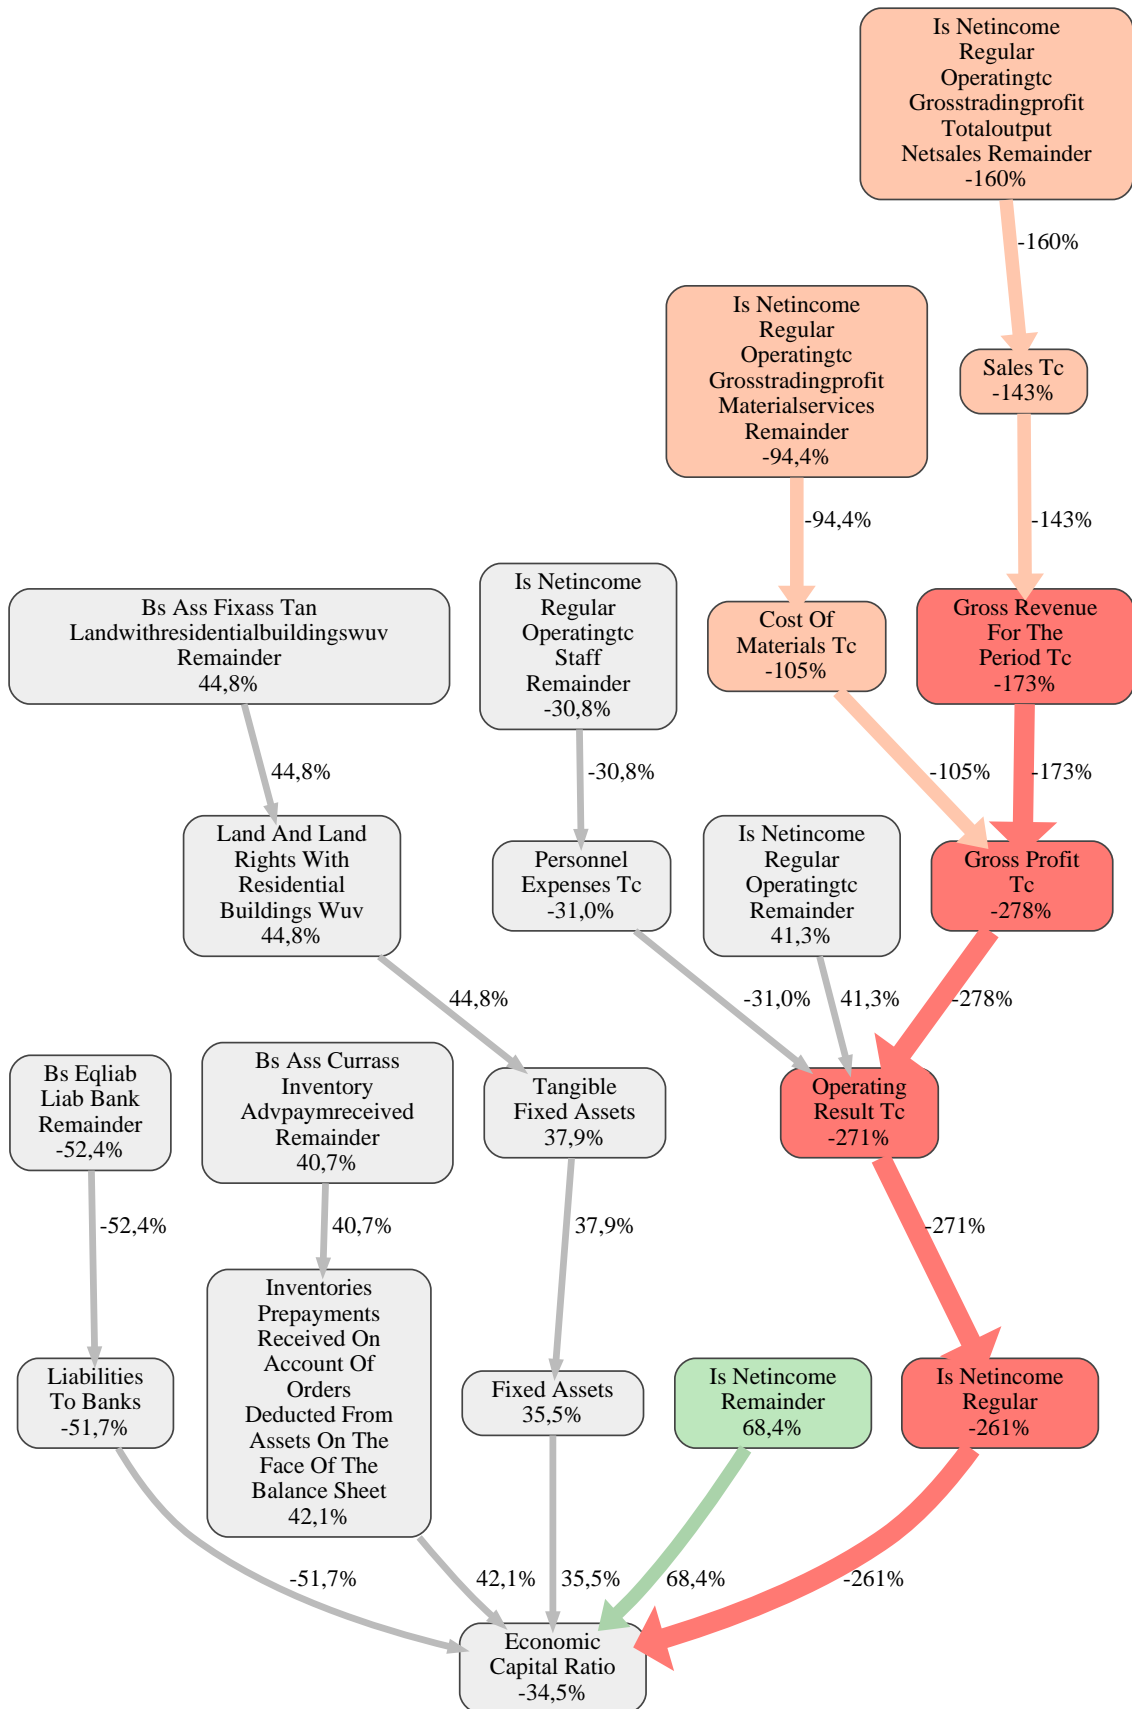 Is Netincome
Regular
Operatingtc
Grosstradingprofit
Totaloutput
Netsales Remainder
-160%
-160%
Is Netincome
Regular
Operatingtc
Grosstradingprofit
Materialservices
Remainder
-94,4%
Sales Tc
-143%
-94,4%
-143%
Bs Ass Fixass Tan
Landwithresidentialbuildingswuv
Remainder
44,8%
Is Netincome
Regular
Operatingtc
Staff
Remainder
-30,8%
Cost Of
Materials Tc
-105%
Gross Revenue
For The
Period Tc
-173%
44,8%
-30,8%
-105%
-173%
Land And Land
Rights With
Residential
Buildings Wuv
44,8%
Personnel
Expenses Tc
-31,0%
Is Netincome
Regular
Operatingtc
Remainder
41,3%
Gross Profit
Tc
-278%
44,8%
-31,0%
41,3%
-278%
Bs Eqliab
Liab Bank
Remainder
-52,4%
Bs Ass Currass
Inventory
Advpaymreceived
Remainder
40,7%
Tangible
Fixed Assets
37,9%
Operating
Result Tc
-271%
-52,4%
40,7%
37,9%
-271%
Liabilities
To Banks
-51,7%
Inventories
Prepayments
Received On
Account Of
Orders
Deducted From
Assets On The
Face Of The
Balance Sheet
42,1%
Fixed Assets
35,5%
Is Netincome
Remainder
68,4%
Is Netincome
Regular
-261%
-51,7%
42,1%
35,5%
68,4%
-261%
Economic
Capital Ratio
-34,5%